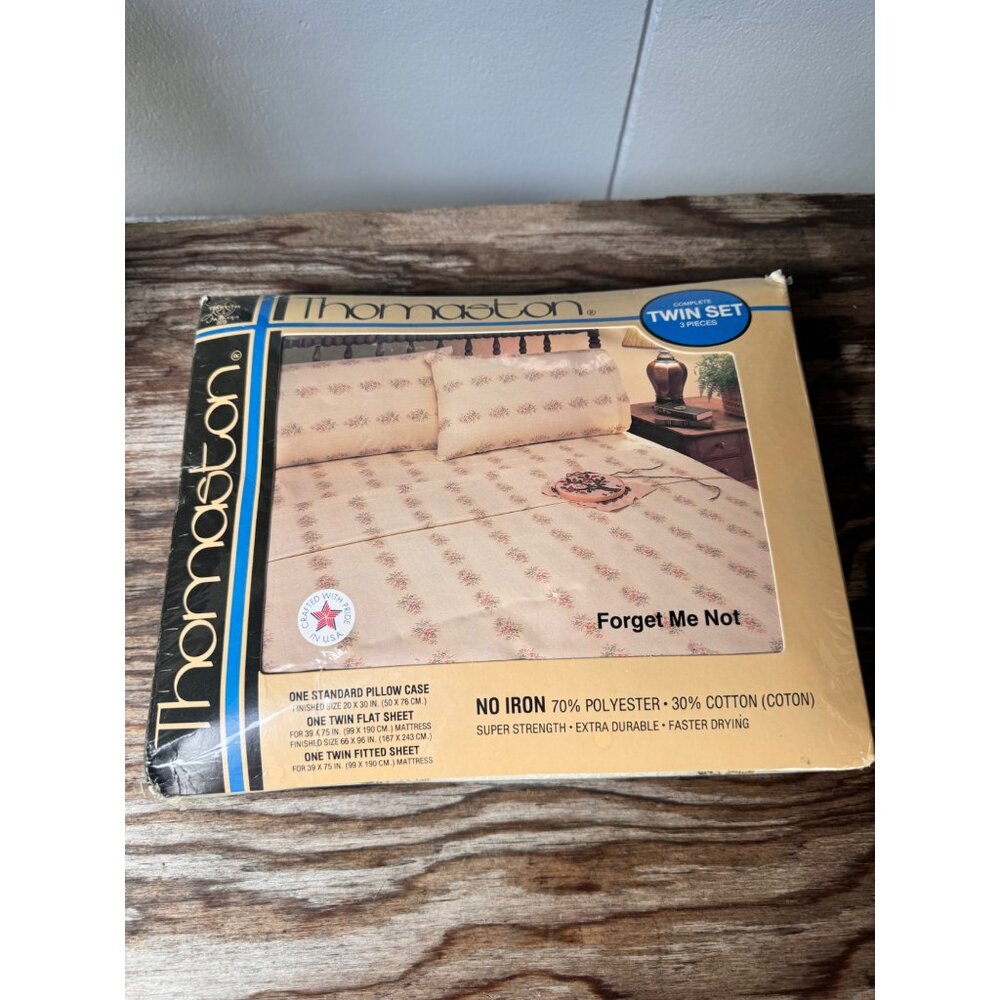 Thomaston®
COMPLETE
TWIN SET
3 PIECES
Thomaston®
CRAFTED WITH PRIDE
IN U.S.A.
Forget Me Not
ONE STANDARD PILLOW CASE
FINISHED SIZE 20 X 30 IN. (50 X 76 CM.)
ONE TWIN FLAT SHEET
FOR 39 X 75 IN. (99 X 190 CM.) MATTRESS
FINISHED SIZE 66 X 96 IN. (167 X 243 CM.)
ONE TWIN FITTED SHEET
FOR 39 X 75 IN. (99 X 190 CM.) MATTRESS
NO IRON 70% POLYESTER • 30% COTTON (COTON)
SUPER STRENGTH • EXTRA DURABLE • FASTER DRYING